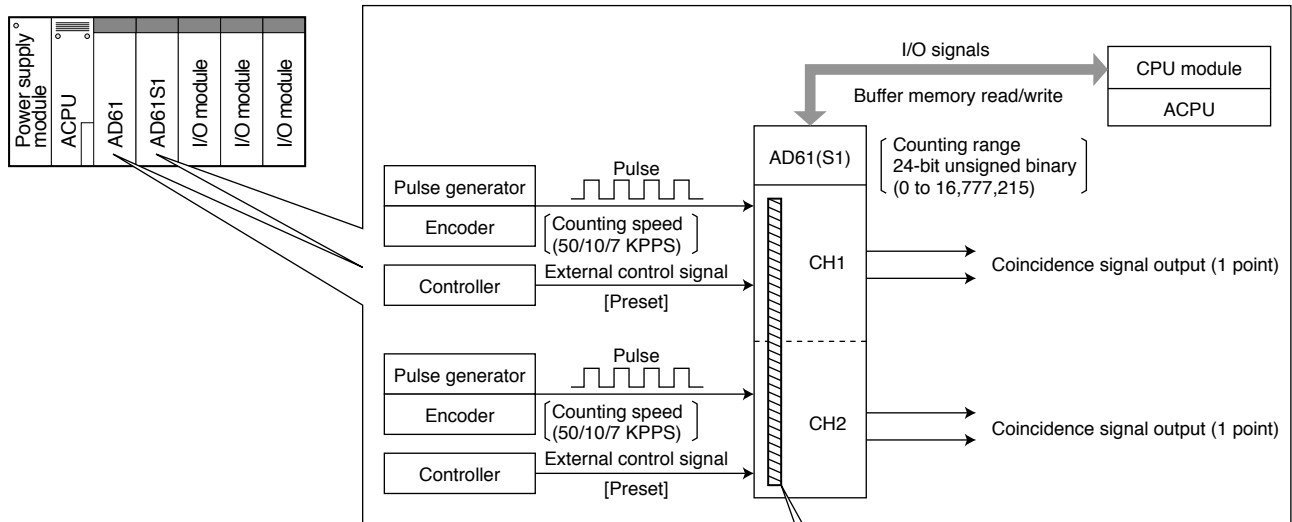 Power supply
module
ACPU
AD61
AD61S1
I/O module
I/O module
I/O module
I/O signals
Buffer memory read/write
CPU module
ACPU
AD61(S1)
Counting range
24-bit unsigned binary
(0 to 16,777,215)
Pulse generator
Encoder
Pulse
Counting speed
(50/10/7 KPPS)
Controller
External control signal
[Preset]
CH1
Coincidence signal output (1 point)
Pulse generator
Encoder
Pulse
Counting speed
(50/10/7 KPPS)
Controller
External control signal
[Preset]
CH2
Coincidence signal output (1 point)